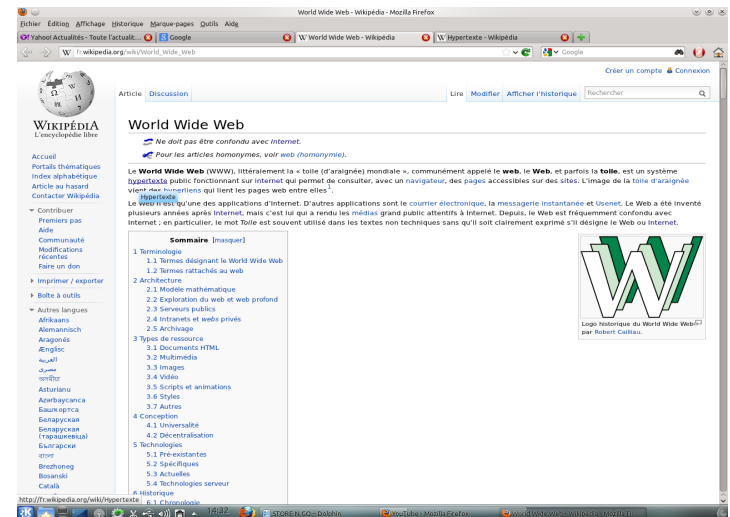 World Wide Web - Wikipédia - Mozilla Firefox
Fichier Édition Affichage Historique Marque-pages Outils Aide
Yahoo! Actualités - Toute l'actualit... Google World Wide Web - Wikipédia Hypertexte - Wikipédia
fr.wikipedia.org/wiki/World_Wide_Web Google
Créer un compte Connexion
Article Discussion Lire Modifier Afficher l'historique Rechercher
WIKIPÉDIA
L'encyclopédie libre
Accueil
Portails thématiques
Index alphabétique
Article au hasard
Contacter Wikipédia
Contribuer
Premiers pas
Aide
Communauté
Modifications
récentes
Faire un don
Imprimer / exporter
Boîte à outils
Autres langues
Afrikaans
Alemannisch
Aragonés
Ænglisc
العربية
مصرى
অসমীয়া
Asturianu
Azərbaycanca
Башҡортса
Беларуская
Беларуская
(тарашкевіца)
Български
বাংলা
Brezhoneg
Bosanski
Català
World Wide Web
Ne doit pas être confondu avec Internet.
Pour les articles homonymes, voir web (homonymie).
Le World Wide Web (WWW), littéralement la « toile (d'araignée) mondiale », communément appelé le web, le Web, et parfois la toile, est un système
hypertexte public fonctionnant sur internet qui permet de consulter, avec un navigateur, des pages accessibles sur des sites. L'image de la toile d'araignée
vient des hyperliens qui lient les pages web entre elles1.
Hypertexte
Le Web n'est qu'une des applications d'Internet. D'autres applications sont le courrier électronique, la messagerie instantanée et Usenet. Le Web a été inventé
plusieurs années après Internet, mais c'est lui qui a rendu les médias grand public attentifs à Internet. Depuis, le Web est fréquemment confondu avec
Internet ; en particulier, le mot Toile est souvent utilisé dans les textes non techniques sans qu'il soit clairement exprimé s'il désigne le Web ou Internet.
Sommaire [masquer]
1 Terminologie
1.1 Termes désignant le World Wide Web
1.2 Termes rattachés au web
2 Architecture
2.1 Modèle mathématique
2.2 Exploration du web et web profond
2.3 Serveurs publics
2.4 Intranets et webs privés
2.5 Archivage
3 Types de ressource
3.1 Documents HTML
3.2 Multimédia
3.3 Images
3.4 Vidéo
3.5 Scripts et animations
3.6 Styles
3.7 Autres
4 Conception
4.1 Universalité
4.2 Décentralisation
5 Technologies
5.1 Pré-existantes
5.2 Spécifiques
5.3 Actuelles
5.4 Technologies serveur
6 Historique
6.1 Chronologie
Logo historique du World Wide Web
par Robert Cailliau.
http://fr.wikipedia.org/wiki/Hypertexte
14:32 STORE N GO – Dolphin YouTube - Mozilla Firefox World Wide Web - Wikipédia - Mozilla Fir